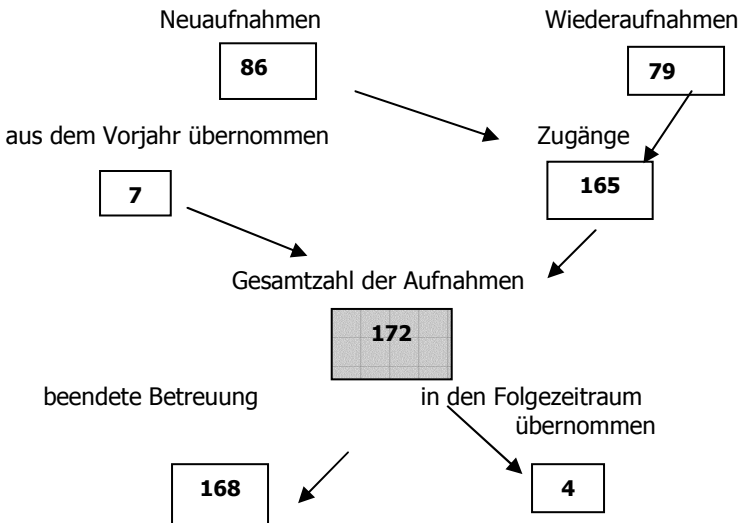 Neuaufnahmen Wiederaufnahmen
86 79
aus dem Vorjahr übernommen Zugänge
7 165
Gesamtzahl der Aufnahmen
172
beendete Betreuung in den Folgezeitraum
übernommen
168 4